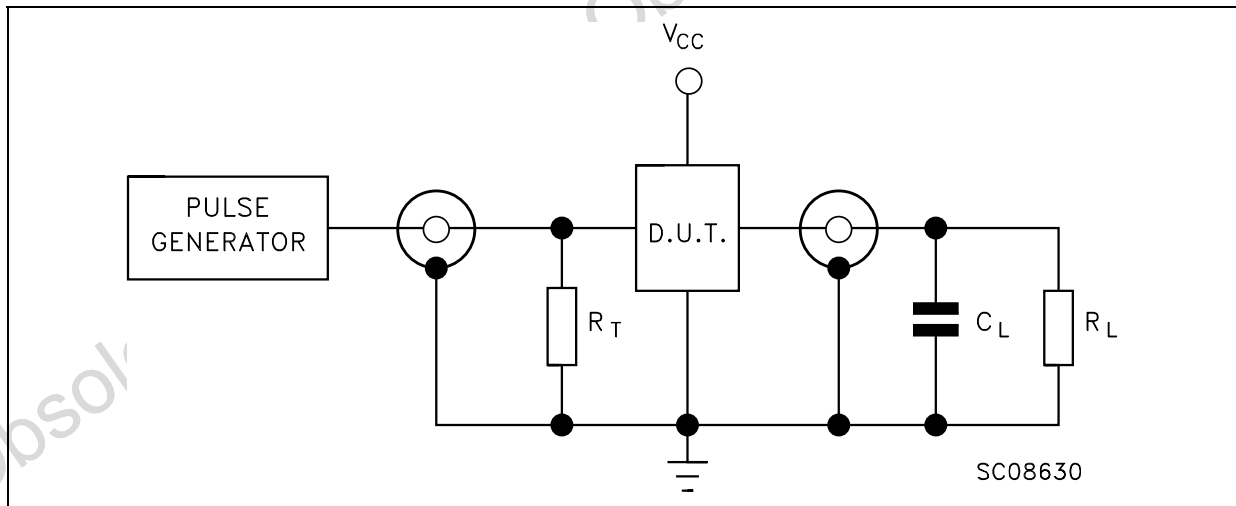 VCC
PULSE
GENERATOR
D.U.T.
RT
CL
RL
SC08630